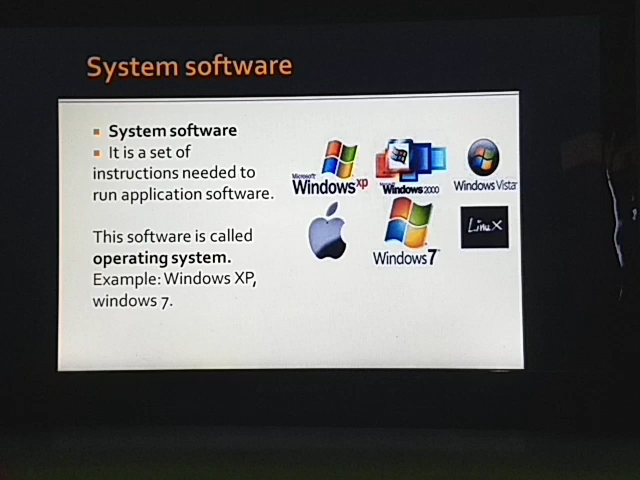 System software
▪ System software
▪ It is a set of
instructions needed to
run application software.
This software is called
operating system.
Example: Windows XP,
windows 7.
Microsoft
Windows xp
Windows 2000
Windows Vista
Windows 7
Linux